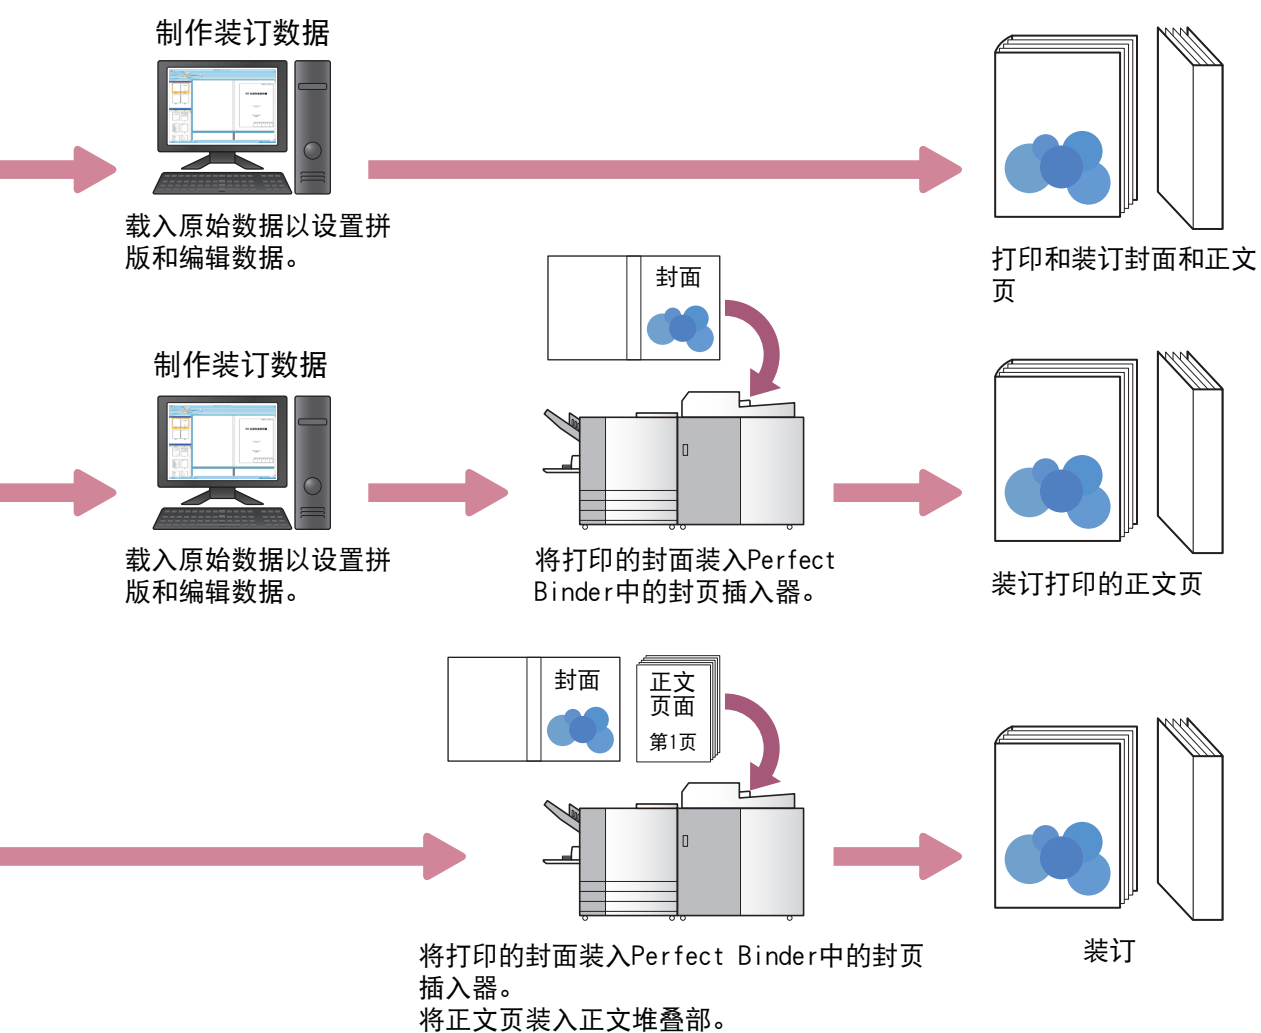 制作装订数据
载入原始数据以设置拼
版和编辑数据。
打印和装订封面和正文
页
封面
制作装订数据
载入原始数据以设置拼
版和编辑数据。
将打印的封面装入Perfect
Binder中的封页插入器。
装订打印的正文页
封面
正文
页面
第1页
将打印的封面装入Perfect Binder中的封页
插入器。
将正文页装入正文堆叠部。
装订